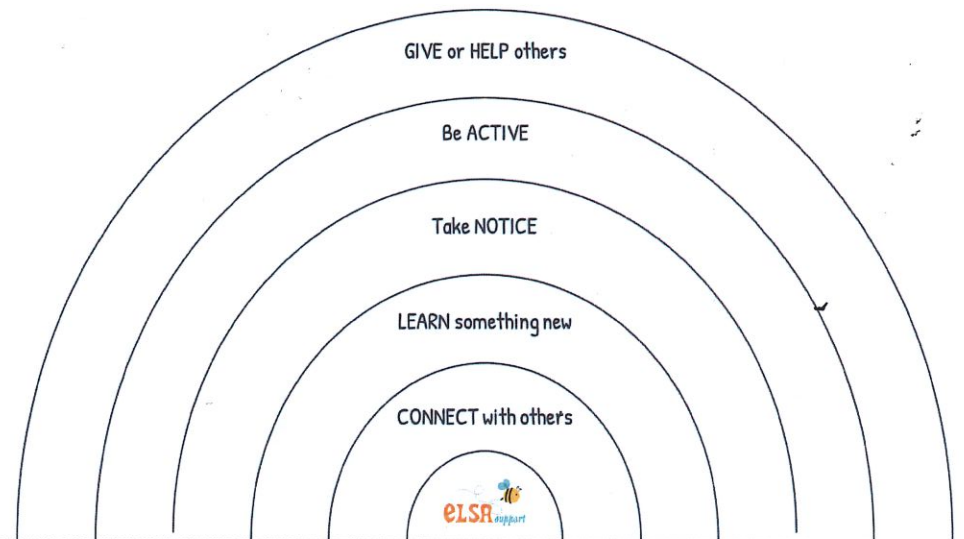 GIVE or HELP others
Be ACTIVE
Take NOTICE
LEARN something new
CONNECT with others
eLSA support